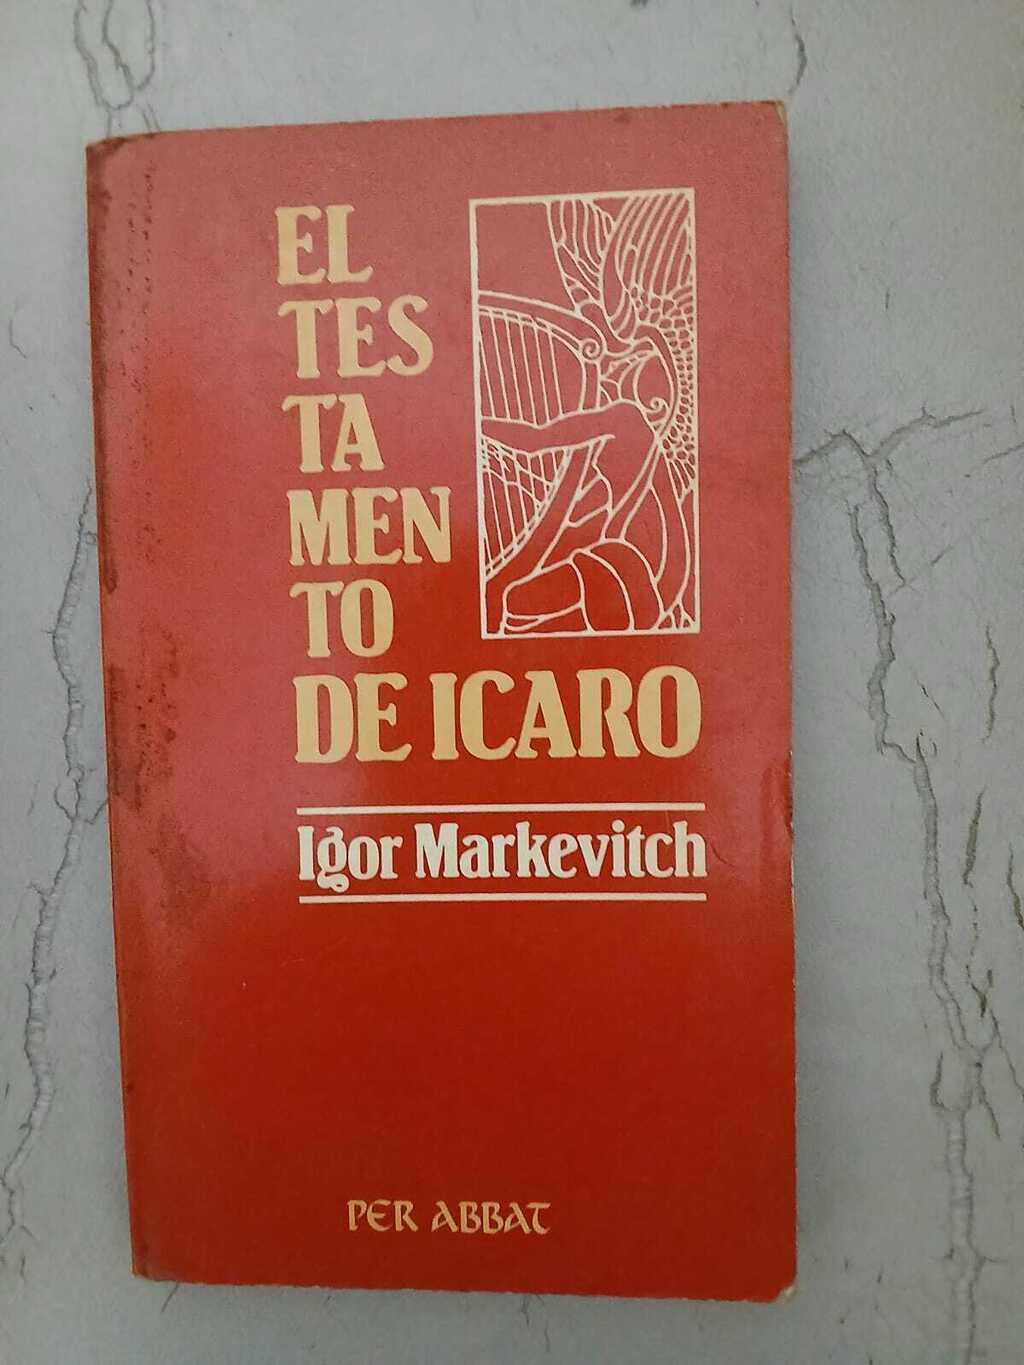 EL
TES
TA
MEN
TO
DE ICARO
Igor Markevitch
PER ABBAT